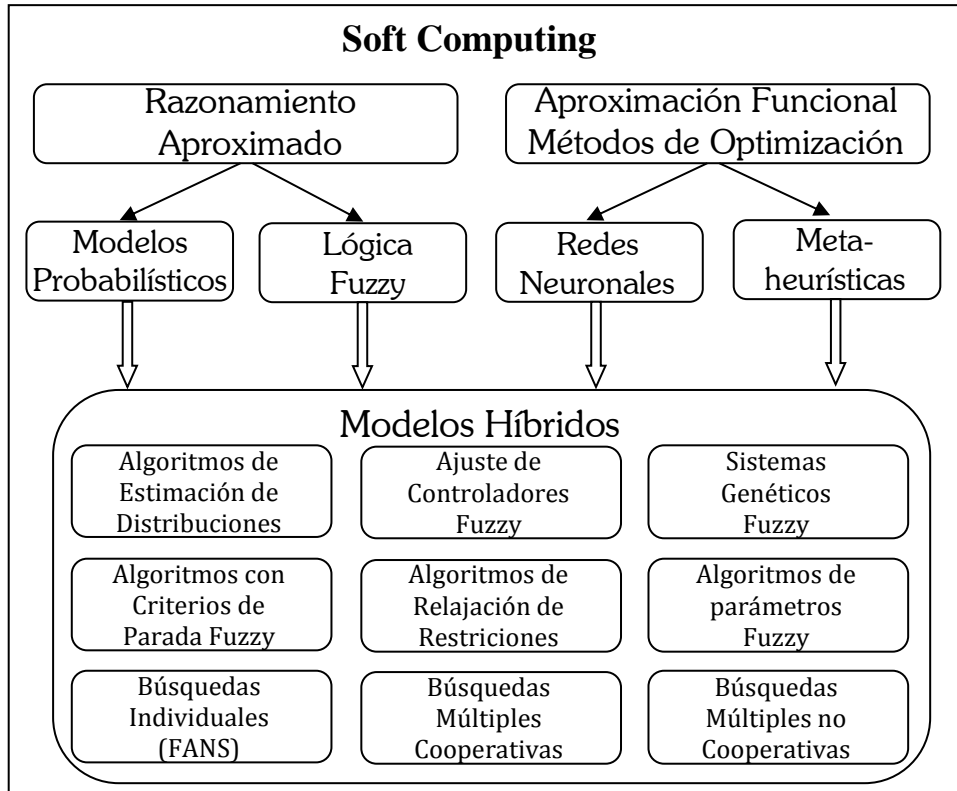 Soft Computing
Razonamiento
Aproximado
Aproximación Funcional
Métodos de Optimización
Modelos
Probabilísticos
Lógica
Fuzzy
Redes
Neuronales
Meta-
heurísticas
Modelos Híbridos
Algoritmos de
Estimación de
Distribuciones
Ajuste de
Controladores
Fuzzy
Sistemas
Genéticos
Fuzzy
Algoritmos con
Criterios de
Parada Fuzzy
Algoritmos de
Relajación de
Restriciones
Algoritmos de
parámetros
Fuzzy
Búsquedas
Individuales
(FANS)
Búsquedas
Múltiples
Cooperativas
Búsquedas
Múltiples no
Cooperativas